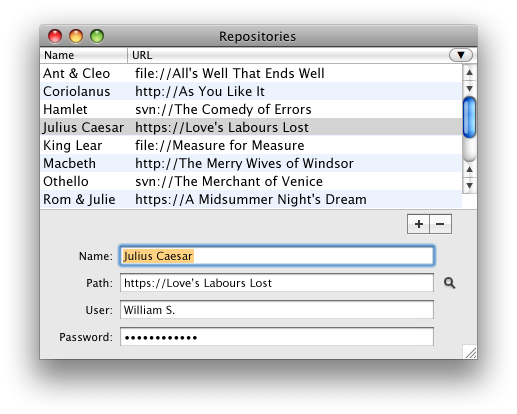 Repositories
Name URL
Ant & Cleo file://All's Well That Ends Well
Coriolanus http://As You Like It
Hamlet svn://The Comedy of Errors
Julius Caesar https://Love's Labours Lost
King Lear file://Measure for Measure
Macbeth http://The Merry Wives of Windsor
Othello svn://The Merchant of Venice
Rom & Julie https://A Midsummer Night's Dream
+ −
Name: Julius Caesar
Path: https://Love's Labours Lost
User: William S.
Password: ••••••••••••